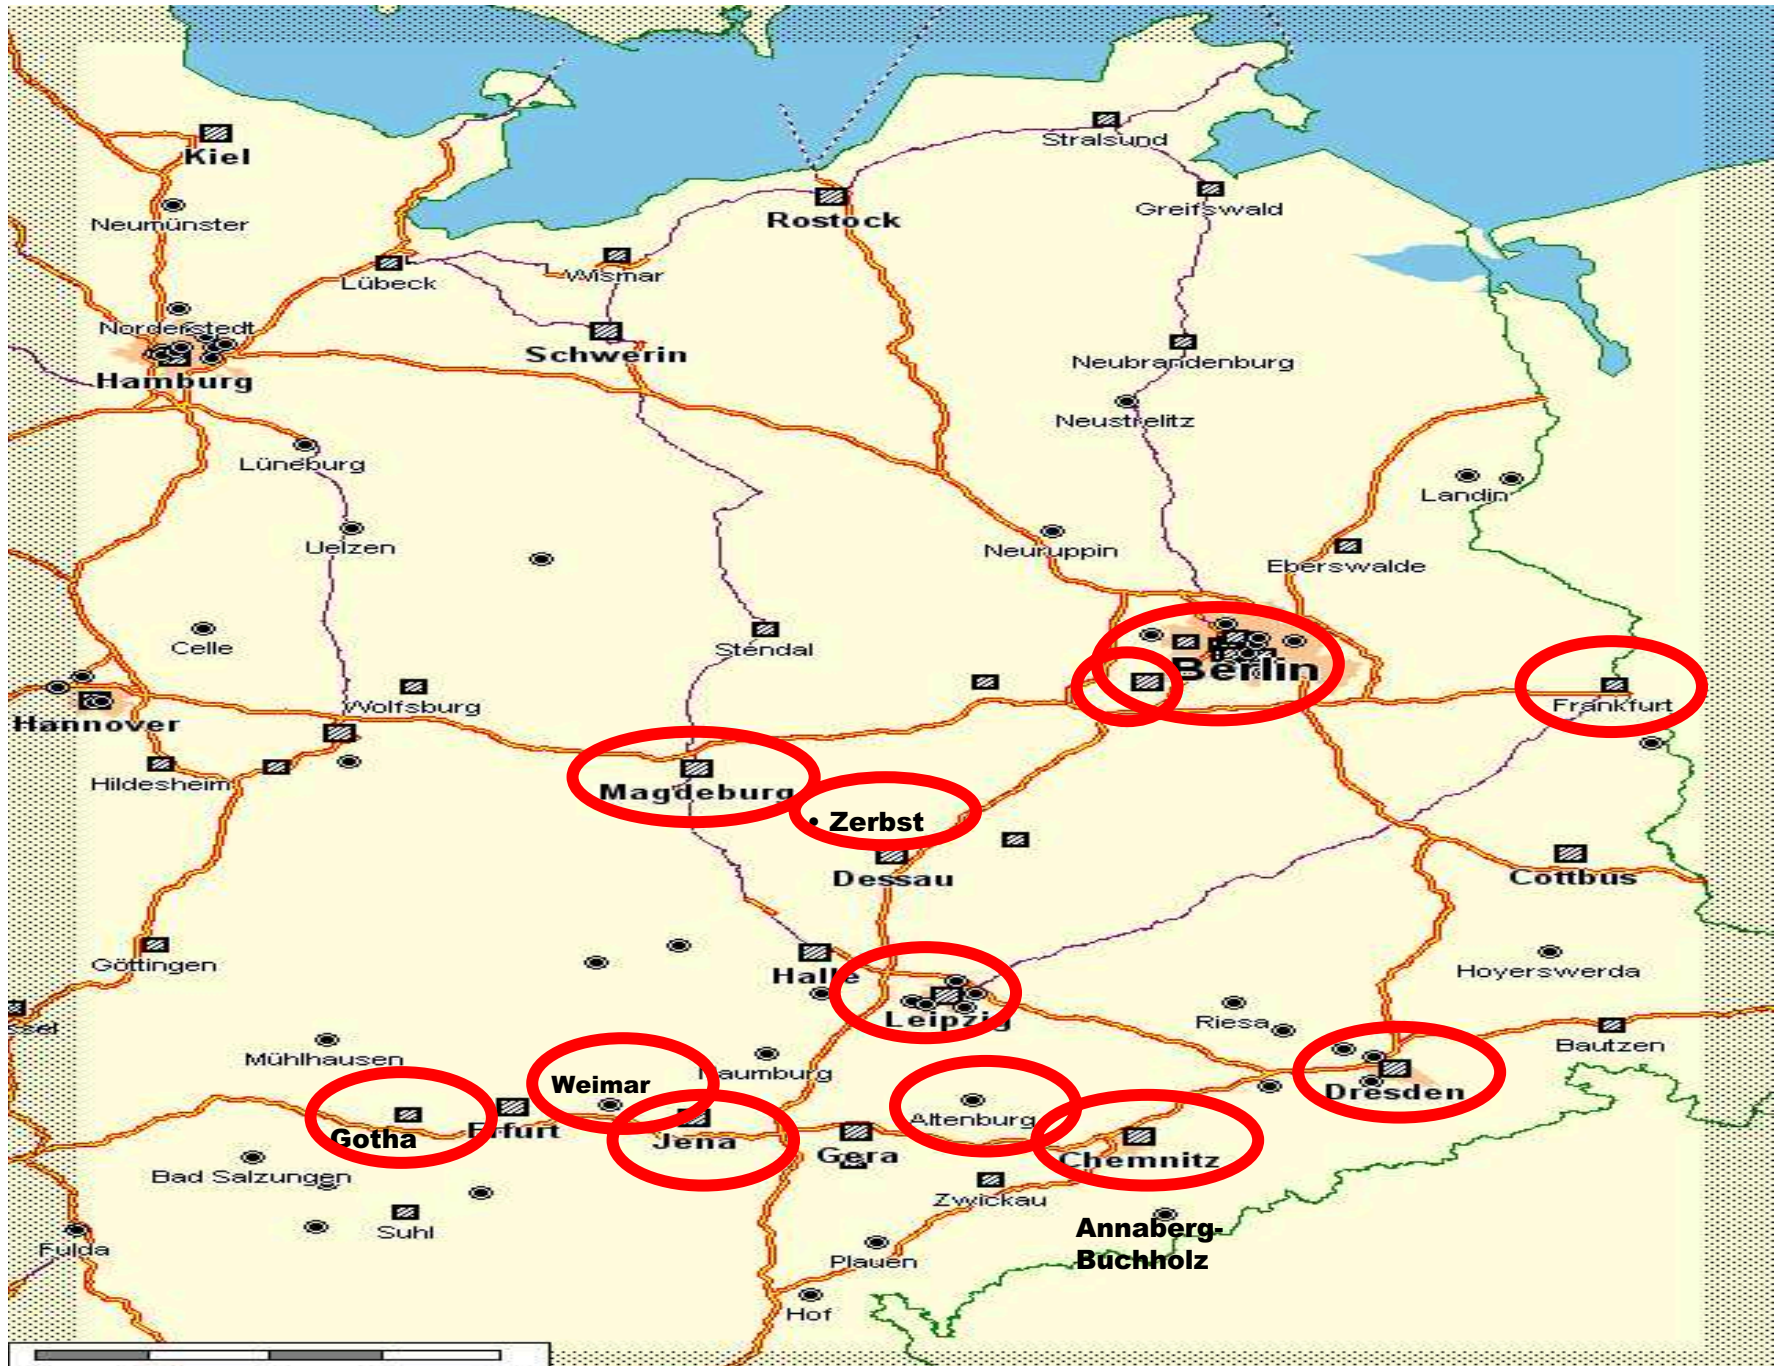 Kiel
Stralsund
Neumünster
Rostock
Greifswald
Lübeck
Wismar
Norderstedt
Schwerin
Neubrandenburg
Hamburg
Neustrelitz
Lüneburg
Landin
Uelzen
Neuruppin
Eberswalde
Celle
Stendal
Berlin
Wolfsburg
Frankfurt
Hannover
Hildesheim
Magdeburg
• Zerbst
Dessau
Cottbus
Göttingen
Halle
Hoyerswerda
Leipzig
Riesa
ssel
Mühlhausen
Bautzen
Naumburg
Weimar
Dresden
Altenburg
Gotha
Erfurt
Jena
Gera
Chemnitz
Bad Salzungen
Zwickau
Suhl
Annaberg-
Buchholz
Fulda
Plauen
Hof